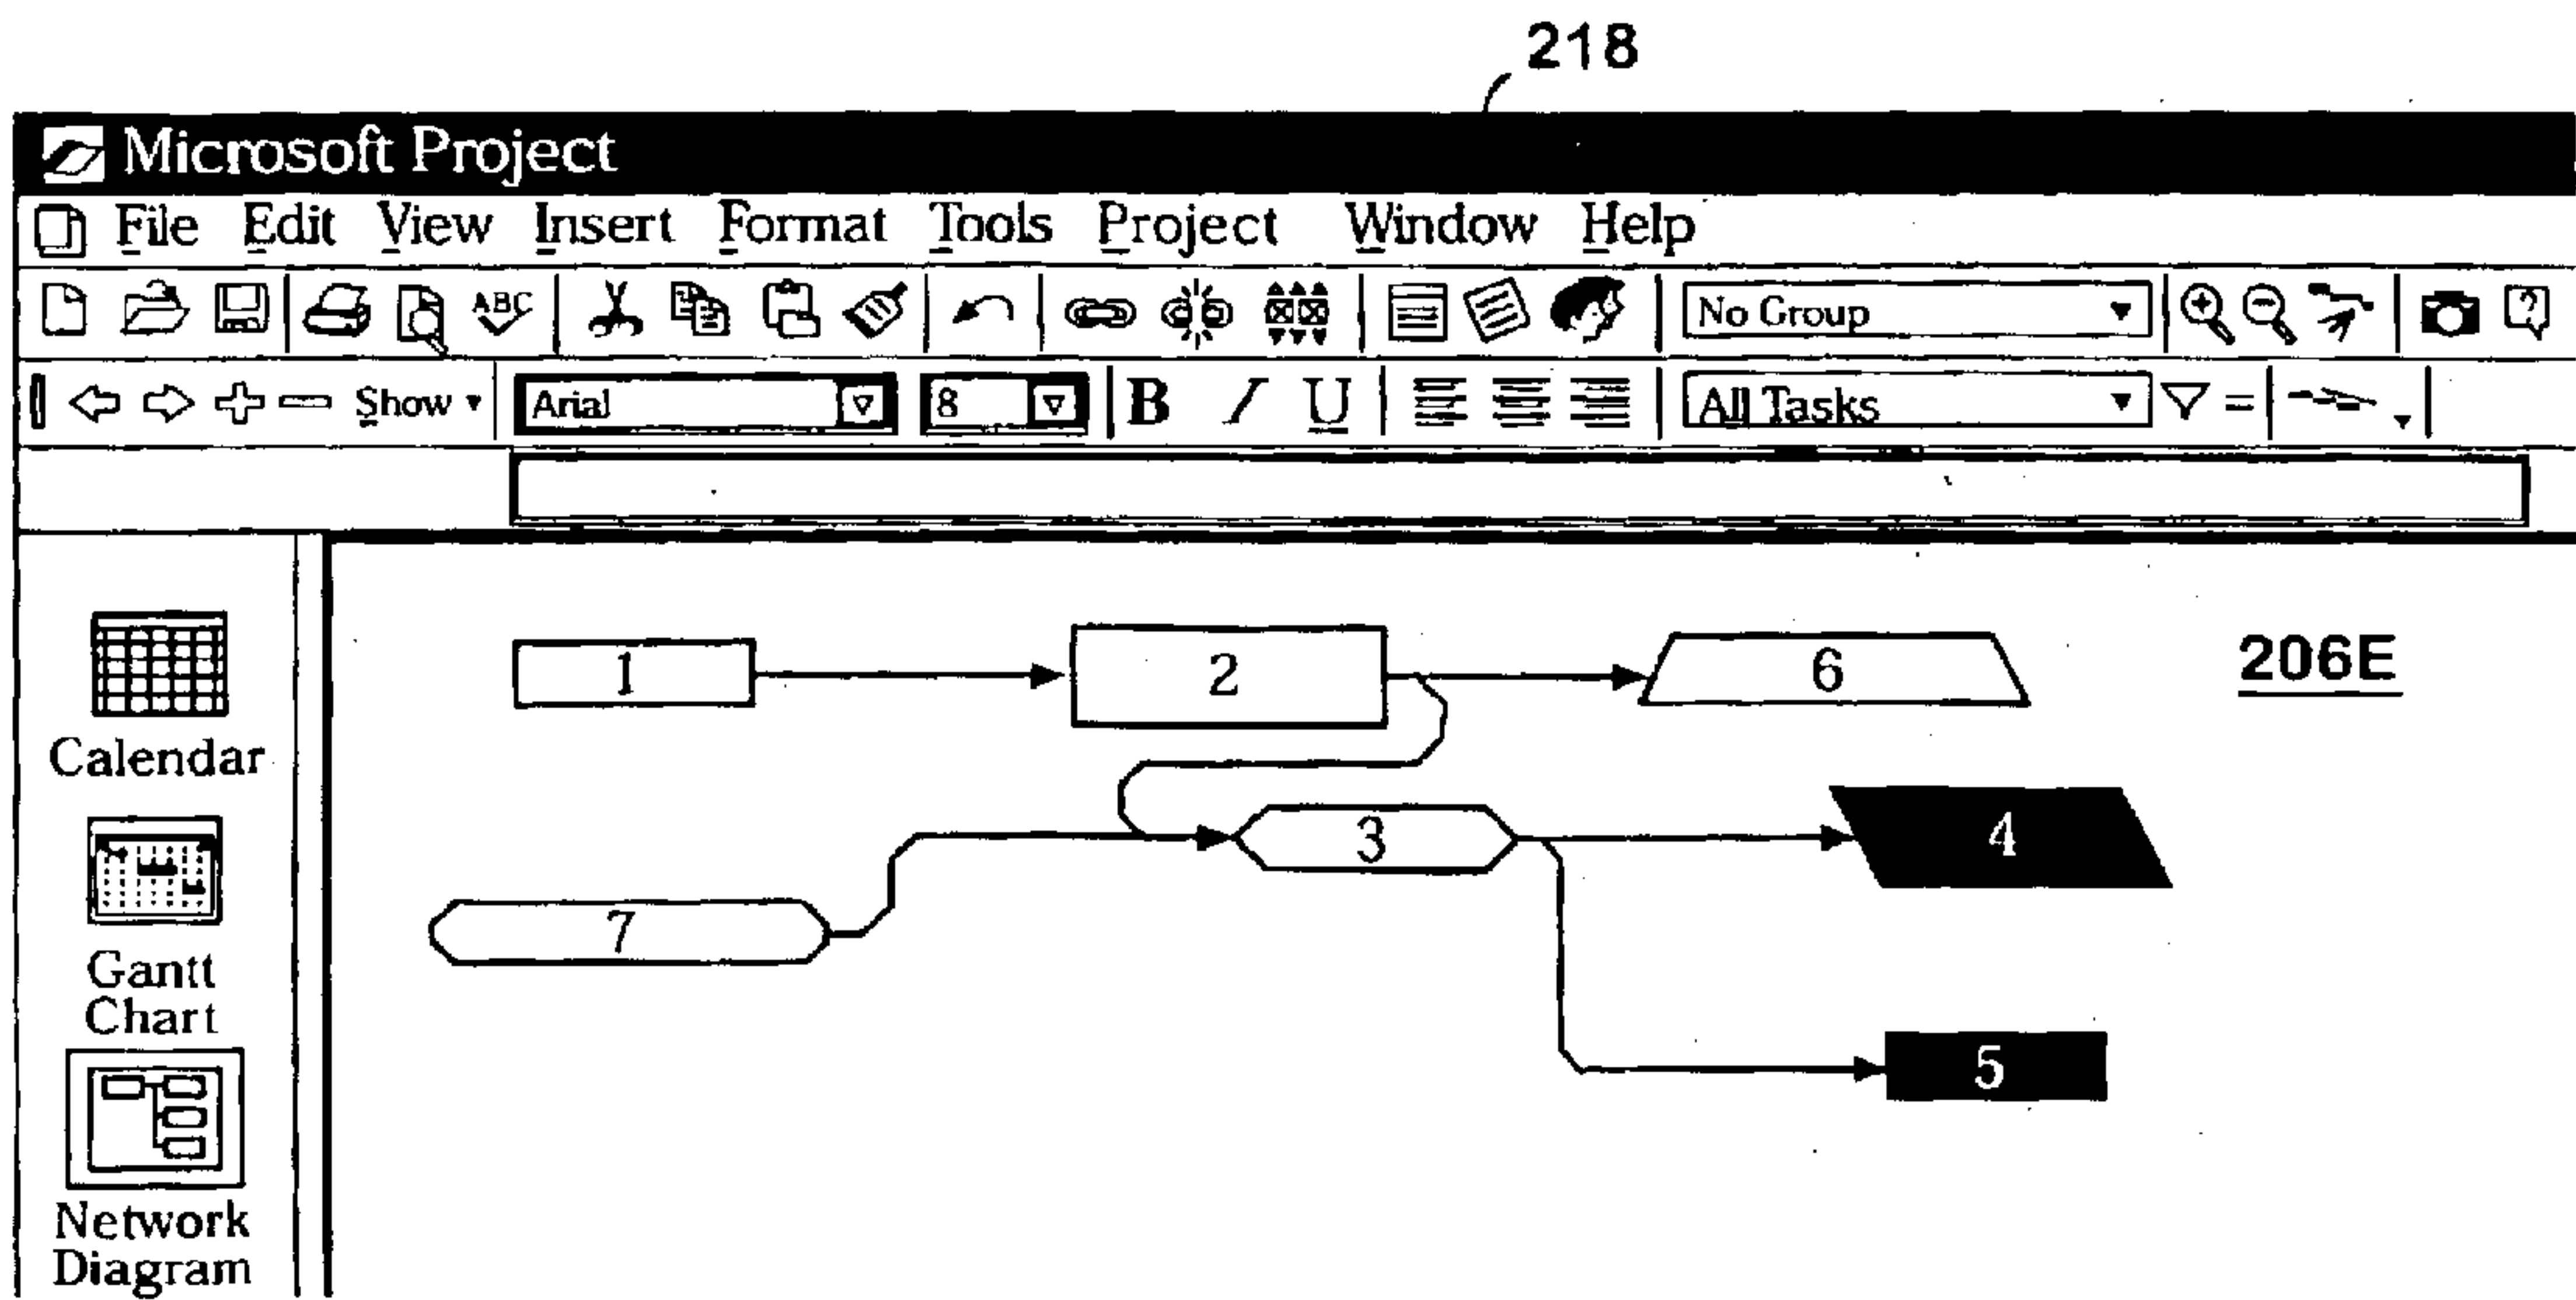 218
Microsoft Project
File Edit View Insert Format Tools Project Window Help
ABC No Group ?
Show Arial 8 B I U All Tasks =
1 2 6 206E
Calendar
3 4
7
Gantt
Chart
5
Network
Diagram